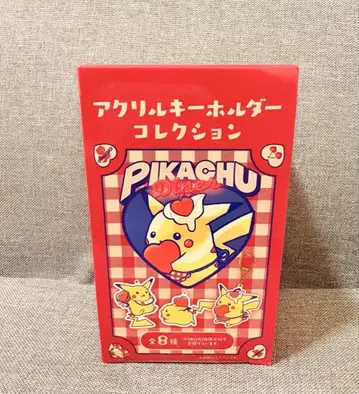 アクリルキーホルダー
コレクション
PIKACHU
Diner
全8種